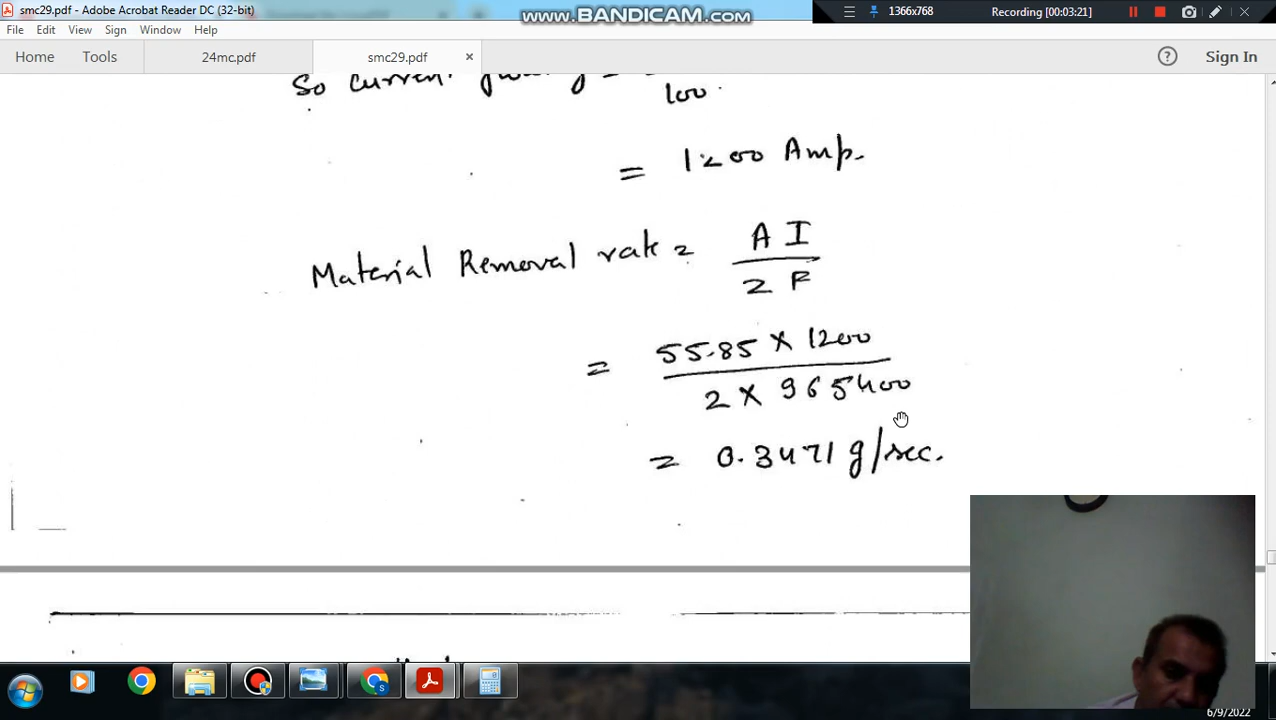 smc29.pdf - Adobe Acrobat Reader DC (32-bit)
www.BANDICAM.com
1366x768
Recording [00:03:21]
File Edit View Sign Window Help
Home Tools 24mc.pdf smc29.pdf × ? Sign In
So current
100.
= 1200 Amp.
Material Removal rate = A I
Z F
= 55.85 X 1200
2 X 965400
= 0.3471 g/sec.
6/9/2022